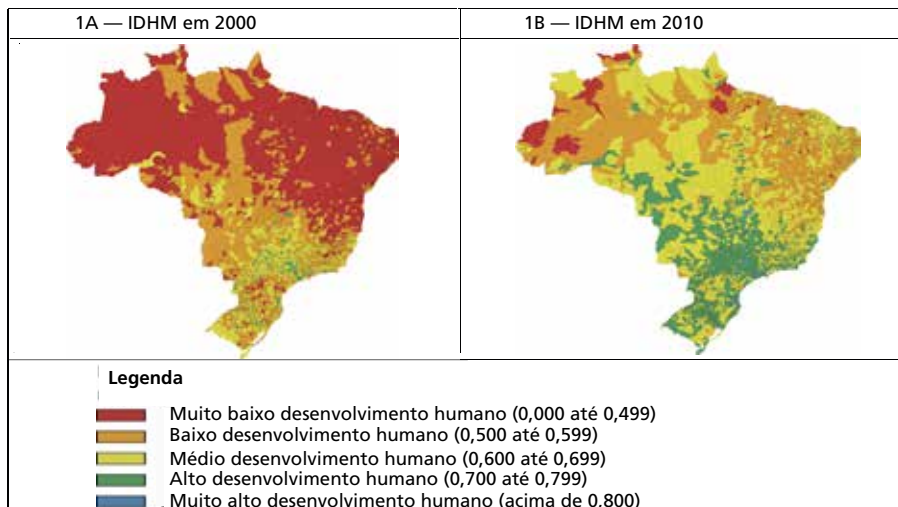 1A — IDHM em 2000
1B — IDHM em 2010
Legenda
Muito baixo desenvolvimento humano (0,000 até 0,499)
Baixo desenvolvimento humano (0,500 até 0,599)
Médio desenvolvimento humano (0,600 até 0,699)
Alto desenvolvimento humano (0,700 até 0,799)
Muito alto desenvolvimento humano (acima de 0,800)